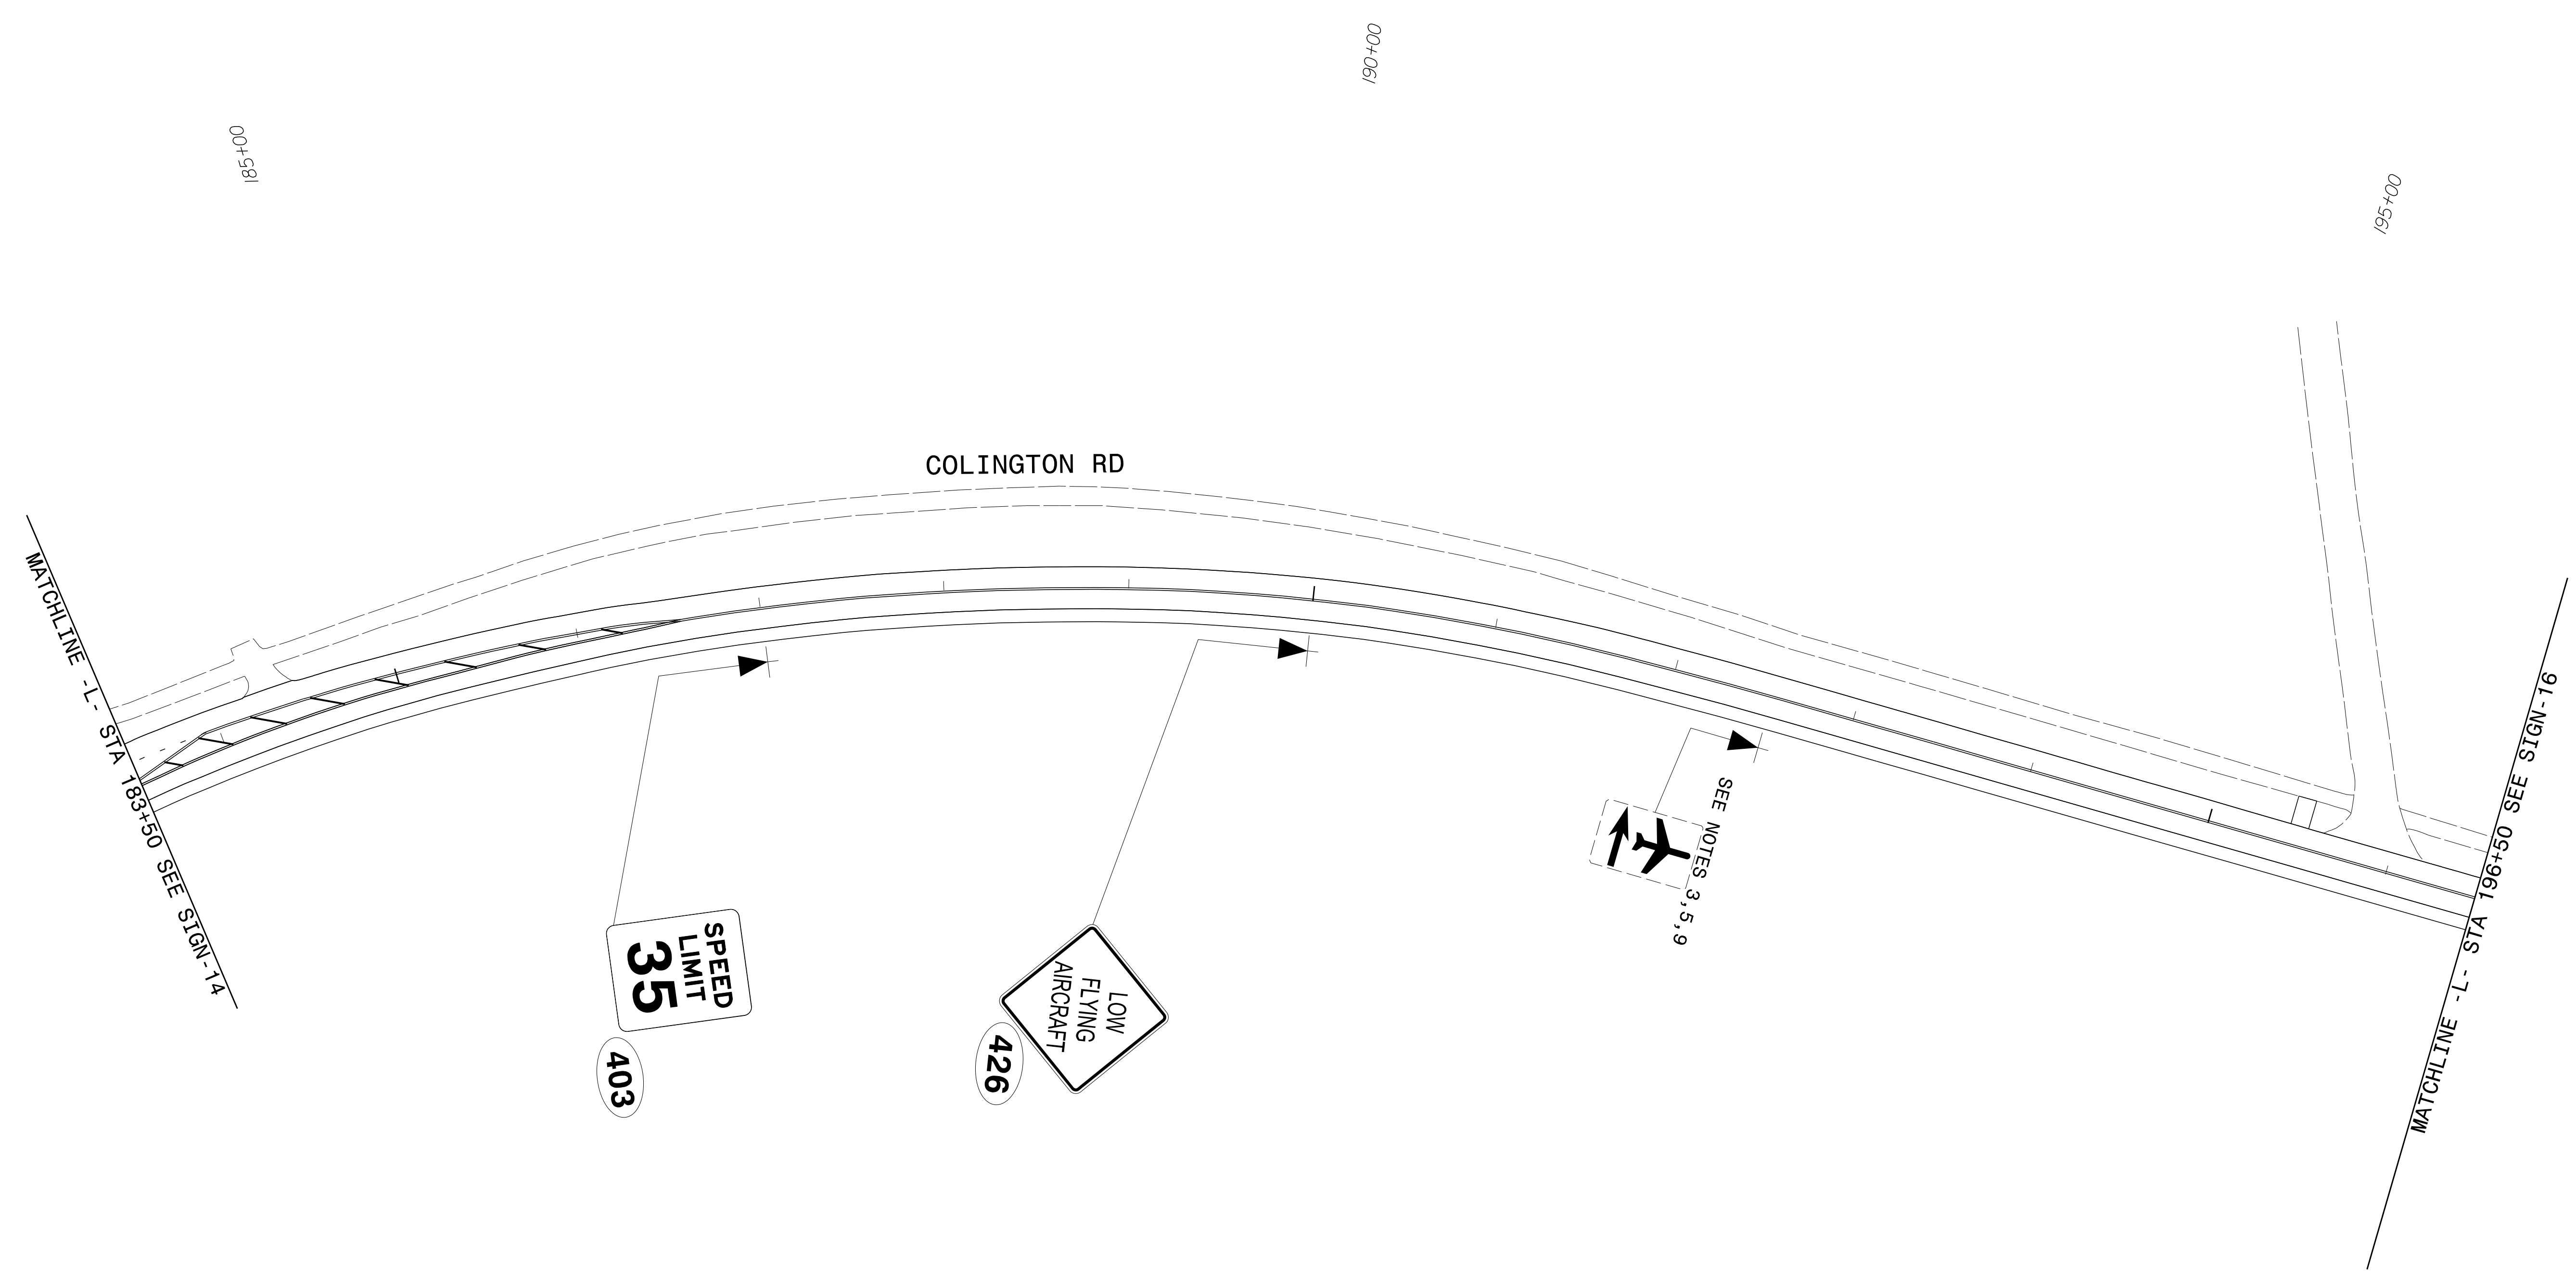 185+00
190+00
195+00
COLINGTON RD
MATCHLINE -L- STA 183+50 SEE SIGN-14
SPEED
LIMIT
35
403
LOW
FLYING
AIRCRAFT
426
SEE NOTES 3,5,9
MATCHLINE -L- STA 196+50 SEE SIGN-16